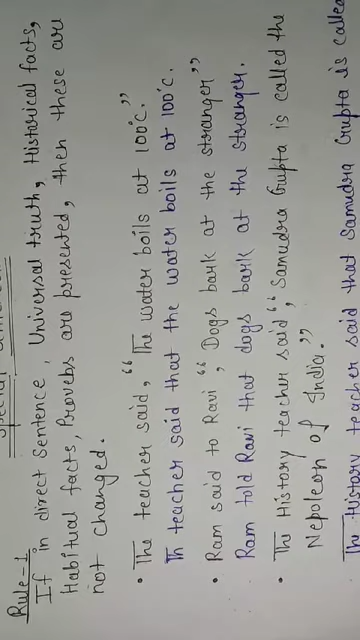 Special
Rule-1
If in direct sentence, Universal truth, Historical facts,
Habitual facts, Proverbs are presented, then these are
not changed.
• The teacher said, "The water boils at 100°C."
Th teacher said that the water boils at 100°C.
• Ram said to Ravi, "Dogs bark at the stranger"
Ram told Ravi that dogs bark at the stranger.
• The History teacher said, "Samudra Gupta is called the
Nepoleon of India."
The History teacher said that Samudra Gupta is called